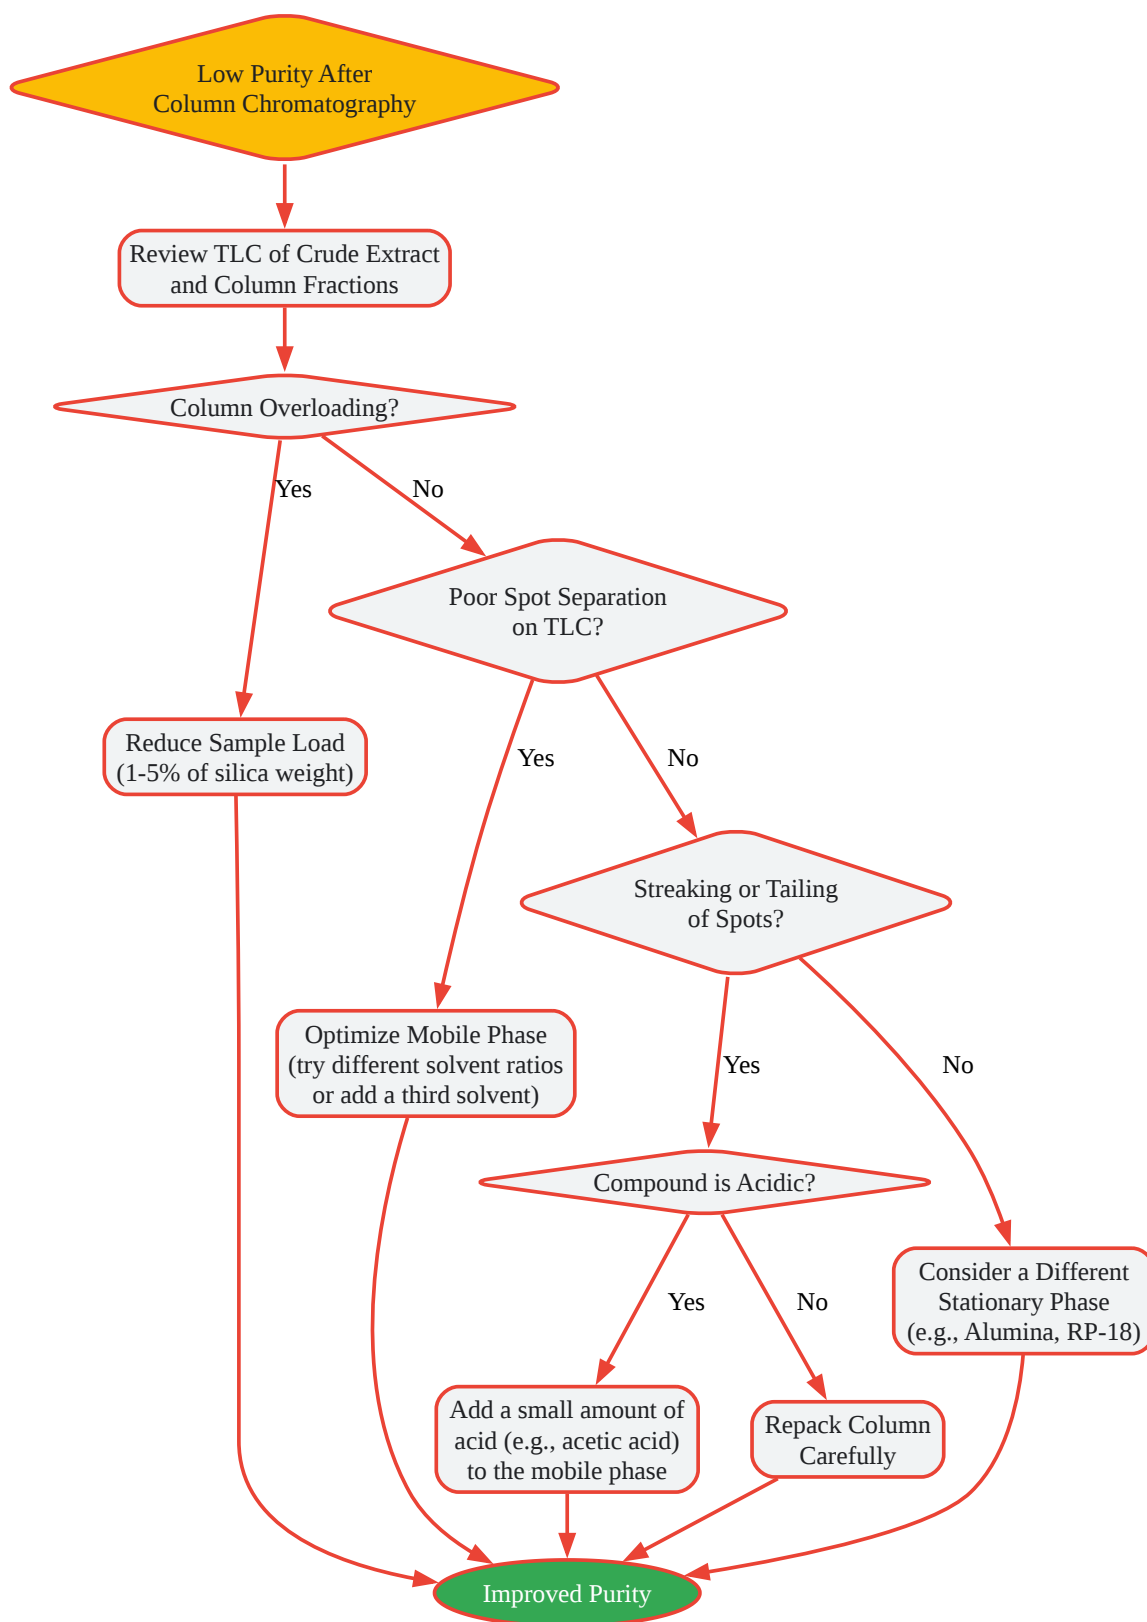 Low Purity After
Column Chromatography
Review TLC of Crude Extract
and Column Fractions
Column Overloading?
Yes
No
Poor Spot Separation
on TLC?
Reduce Sample Load
(1-5% of silica weight)
Yes
No
Streaking or Tailing
of Spots?
Optimize Mobile Phase
(try different solvent ratios
or add a third solvent)
Yes
No
Compound is Acidic?
Yes
No
Consider a Different
Stationary Phase
(e.g., Alumina, RP-18)
Add a small amount of
acid (e.g., acetic acid)
to the mobile phase
Repack Column
Carefully
Improved Purity